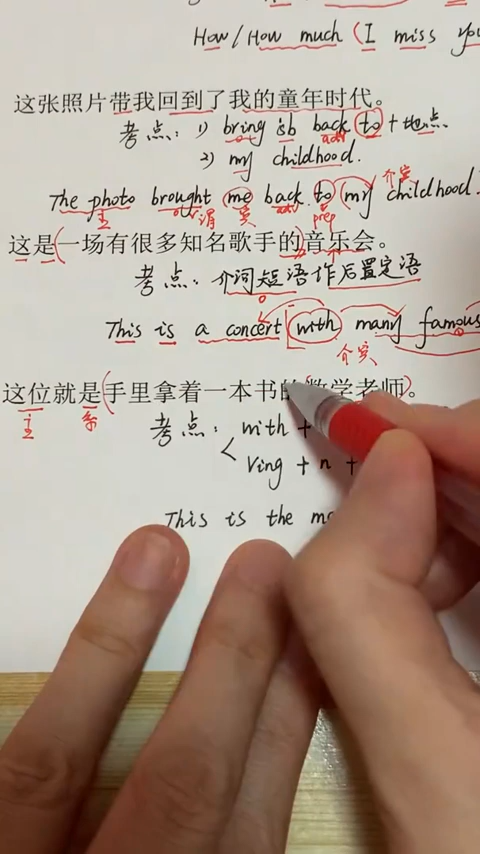 How/How much (I miss you
这张照片带我回到了我的童年时代。
考点：1) bring sb back to + 地点
adv
2) my childhood.
介宾
The photo brought me back to my childhood.
主 谓 宾 adv prep
这是(一场有很多知名歌手的)音乐会。
考点：介词短语作后置定语
This is a concert with many famous
介宾
这位就是(手里拿着一本书的数学老师)。
主 系
考点：with +
Ving + n +
This is the